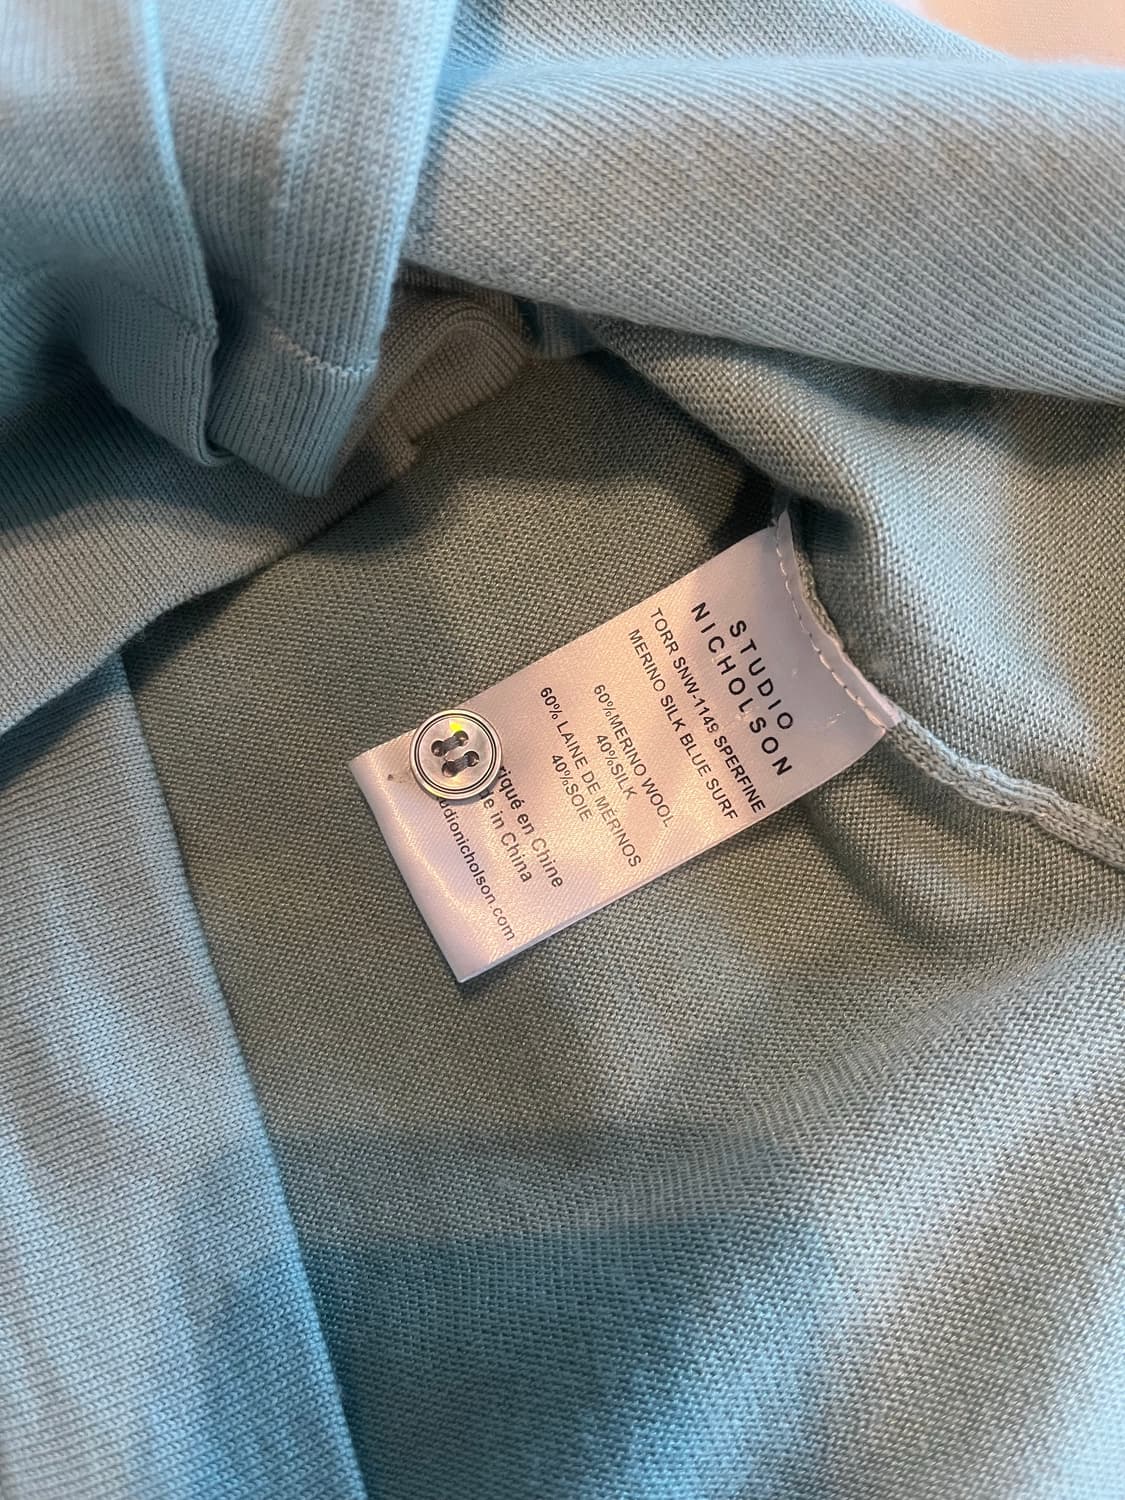 STUDIO
NICHOLSON
TORR SNW-1149 SPERFINE
MERINO SILK BLUE SURF
60%MERINO WOOL
40%SILK
60% LAINE DE MERINOS
40%SOIE
en Chine
in China